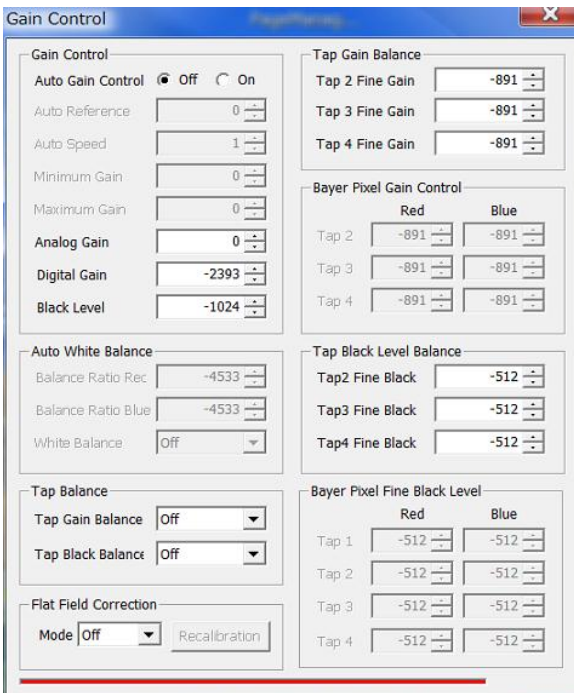 Gain Control
Gain Control
Auto Gain Control Off On
Auto Reference 0
Auto Speed 1
Minimum Gain 0
Maximum Gain 0
Analog Gain 0
Digital Gain -2393
Black Level -1024
Auto White Balance
Balance Ratio Rec -4533
Balance Ratio Blue -4533
White Balance Off
Tap Balance
Tap Gain Balance Off
Tap Black Balance Off
Flat Field Correction
Mode Off Recalibration
Tap Gain Balance
Tap 2 Fine Gain -891
Tap 3 Fine Gain -891
Tap 4 Fine Gain -891
Bayer Pixel Gain Control
Red Blue
Tap 2 -891 -891
Tap 3 -891 -891
Tap 4 -891 -891
Tap Black Level Balance
Tap2 Fine Black -512
Tap3 Fine Black -512
Tap4 Fine Black -512
Bayer Pixel Fine Black Level
Red Blue
Tap 1 -512 -512
Tap 2 -512 -512
Tap 3 -512 -512
Tap 4 -512 -512